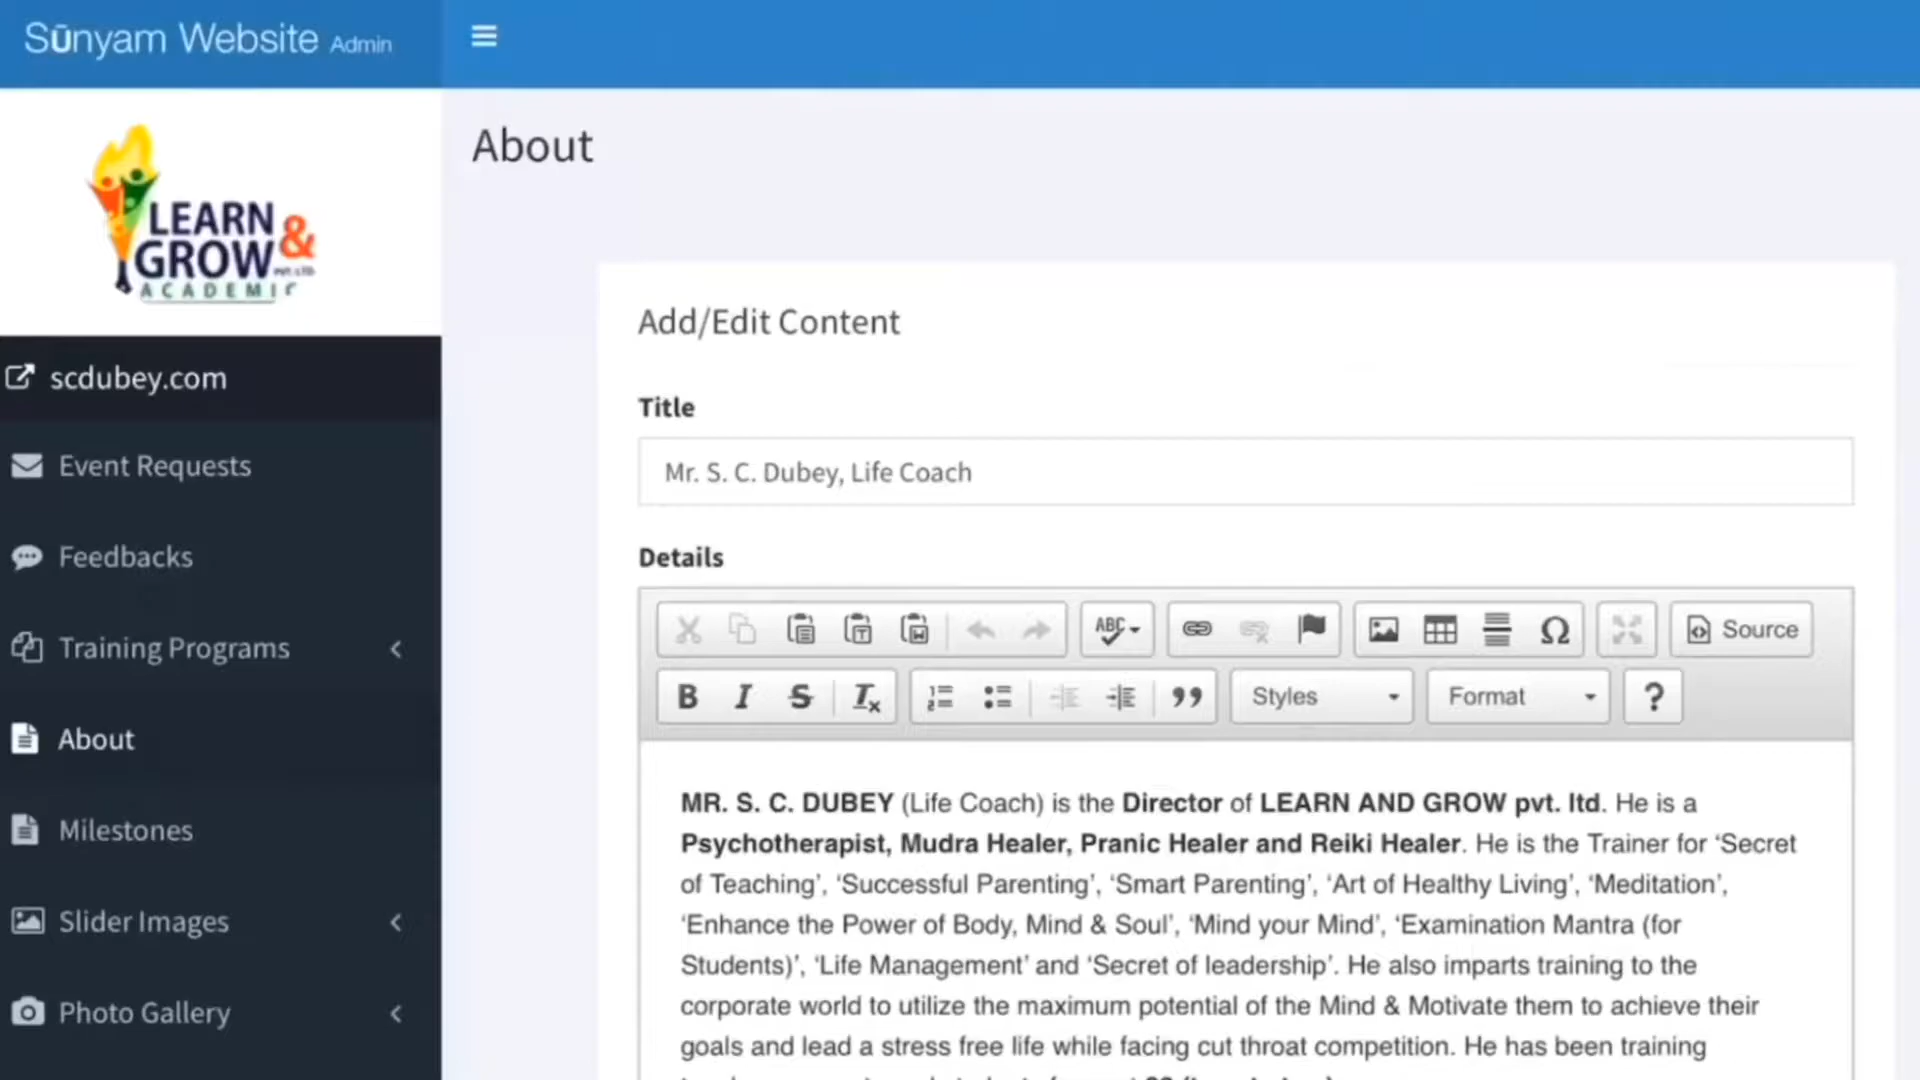 Sūnyam Website Admin
LEARN &
GROW PVT. LTD
ACADEMIC
scdubey.com
Event Requests
Feedbacks
Training Programs
About
Milestones
Slider Images
Photo Gallery
About
Add/Edit Content
Title
Mr. S. C. Dubey, Life Coach
Details
ABC Source
B I S Tx Styles Format ?
MR. S. C. DUBEY (Life Coach) is the Director of LEARN AND GROW pvt. ltd. He is a
Psychotherapist, Mudra Healer, Pranic Healer and Reiki Healer. He is the Trainer for ‘Secret
of Teaching’, ‘Successful Parenting’, ‘Smart Parenting’, ‘Art of Healthy Living’, ‘Meditation’,
‘Enhance the Power of Body, Mind & Soul’, ‘Mind your Mind’, ‘Examination Mantra (for
Students)’, ‘Life Management’ and ‘Secret of leadership’. He also imparts training to the
corporate world to utilize the maximum potential of the Mind & Motivate them to achieve their
goals and lead a stress free life while facing cut throat competition. He has been training